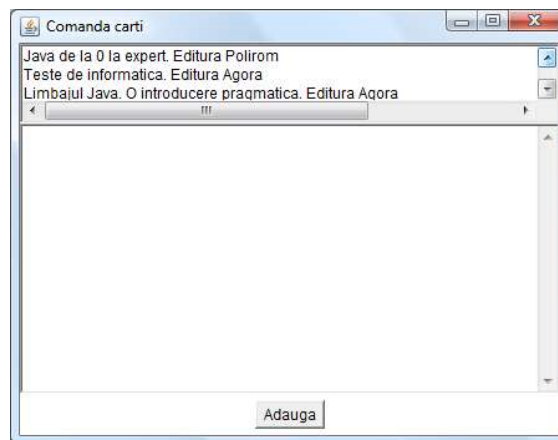 Comanda carti
Java de la 0 la expert. Editura Polirom
Teste de informatica. Editura Agora
Limbajul Java. O introducere pragmatica. Editura Agora
Adauga